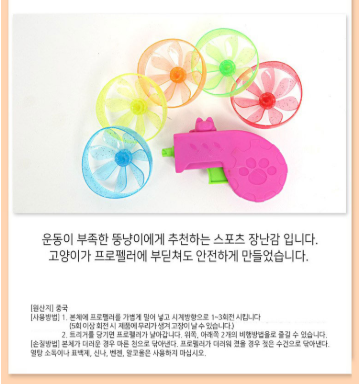 운동이 부족한 뚱냥이에게 추천하는 스포츠 장난감 입니다.
고양이가 프로펠러에 부딪쳐도 안전하게 만들었습니다.
[원산지] 중국
[사용방법] 1. 본체에 프로펠러를 가볍게 밀어 넣고 시계방향으로 1~3회전 시킵니다
(5회 이상 회전 시 제품에 무리가 생겨 고장이 날 수 있습니다.)
2. 트리거를 당기면 프로펠러가 날아갑니다. 위쪽, 아래쪽 2개의 비행방법을 즐길 수 있습니다.
[손질방법] 본체가 더러운 경우 마른 천으로 닦아낸다. 프로펠러가 더러워 졌을 경우 젖은 수건으로 닦아낸다.
열탕 소독이나 표백제, 신나, 벤젠, 알코올은 사용하지 마십시오.